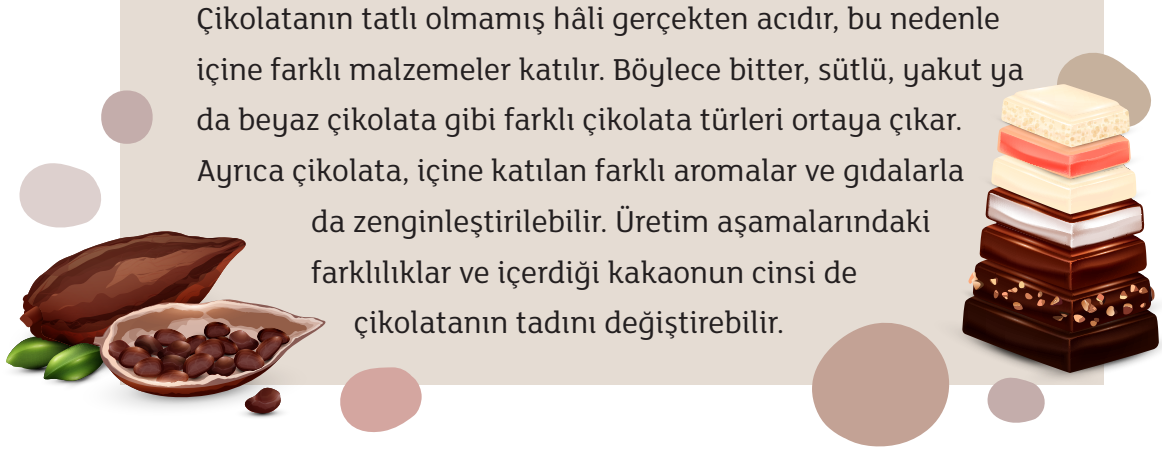 Çikolatanın tatlı olmamış hâli gerçekten acıdır, bu nedenle
içine farklı malzemeler katılır. Böylece bitter, sütlü, yakut ya
da beyaz çikolata gibi farklı çikolata türleri ortaya çıkar.
Ayrıca çikolata, içine katılan farklı aromalar ve gıdalarla
da zenginleştirilebilir. Üretim aşamalarındaki
farklılıklar ve içerdiği kakaonun cinsi de
çikolatanın tadını değiştirebilir.